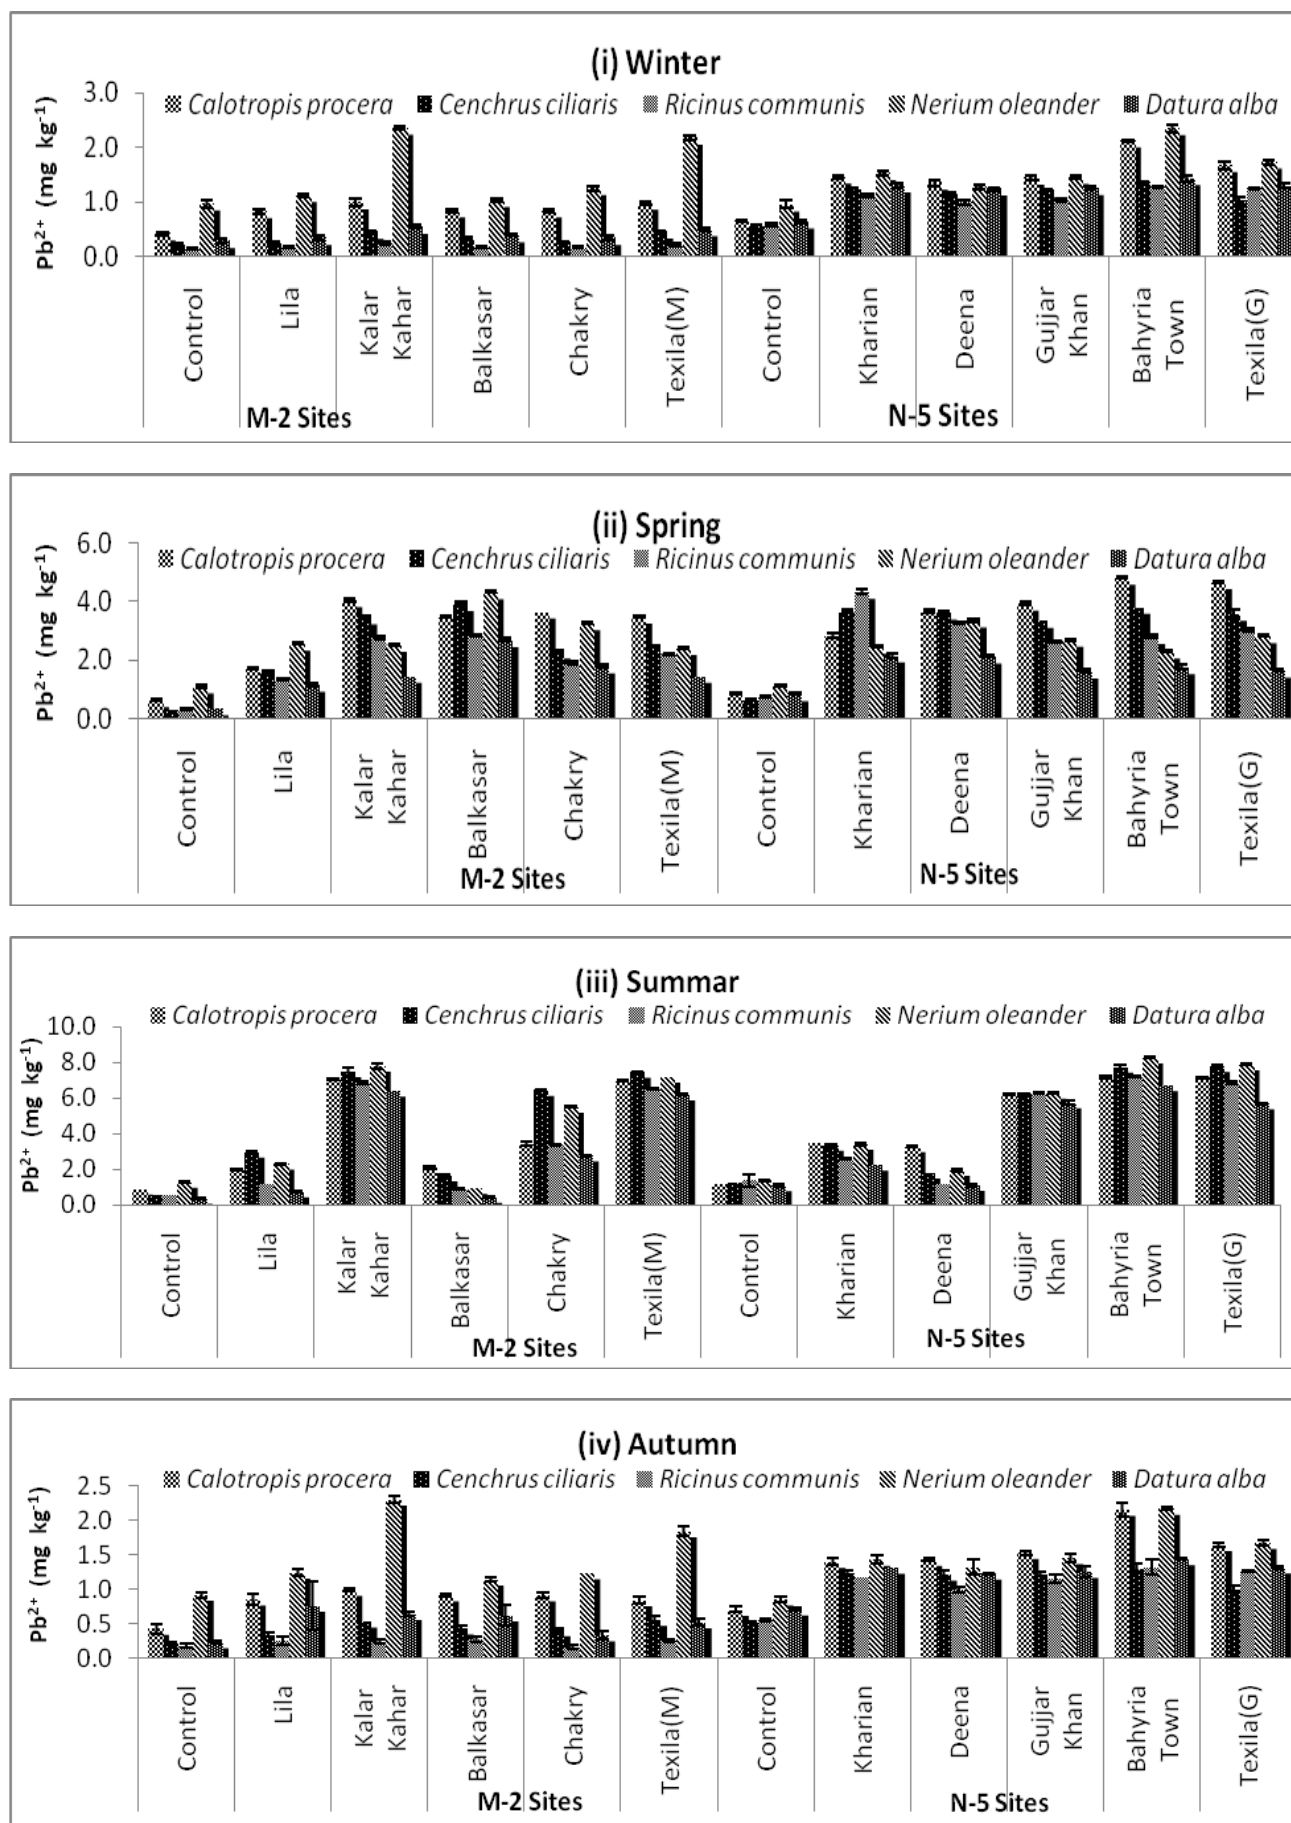 (i) Winter
Calotropis procera Cenchrus ciliaris Ricinus communis Nerium oleander Datura alba
Pb2+ (mg kg-1)
3.0
2.0
1.0
0.0
Control
Lila
Kalar Kahar
Balkasar
Chakry
Texila(M)
Control
Kharian
Deena
Gujjar Khan
Bahyria Town
Texila(G)
M-2 Sites
N-5 Sites
(ii) Spring
Calotropis procera Cenchrus ciliaris Ricinus communis Nerium oleander Datura alba
Pb2+ (mg kg-1)
6.0
4.0
2.0
0.0
Control
Lila
Kalar Kahar
Balkasar
Chakry
Texila(M)
Control
Kharian
Deena
Gujjar Khan
Bahyria Town
Texila(G)
M-2 Sites
N-5 Sites
(iii) Summar
Calotropis procera Cenchrus ciliaris Ricinus communis Nerium oleander Datura alba
Pb2+ (mg kg-1)
10.0
8.0
6.0
4.0
2.0
0.0
Control
Lila
Kalar Kahar
Balkasar
Chakry
Texila(M)
Control
Kharian
Deena
Gujjar Khan
Bahyria Town
Texila(G)
M-2 Sites
N-5 Sites
(iv) Autumn
Calotropis procera Cenchrus ciliaris Ricinus communis Nerium oleander Datura alba
Pb2+ (mg kg-1)
2.5
2.0
1.5
1.0
0.5
0.0
Control
Lila
Kalar Kahar
Balkasar
Chakry
Texila(M)
Control
Kharian
Deena
Gujjar Khan
Bahyria Town
Texila(G)
M-2 Sites
N-5 Sites